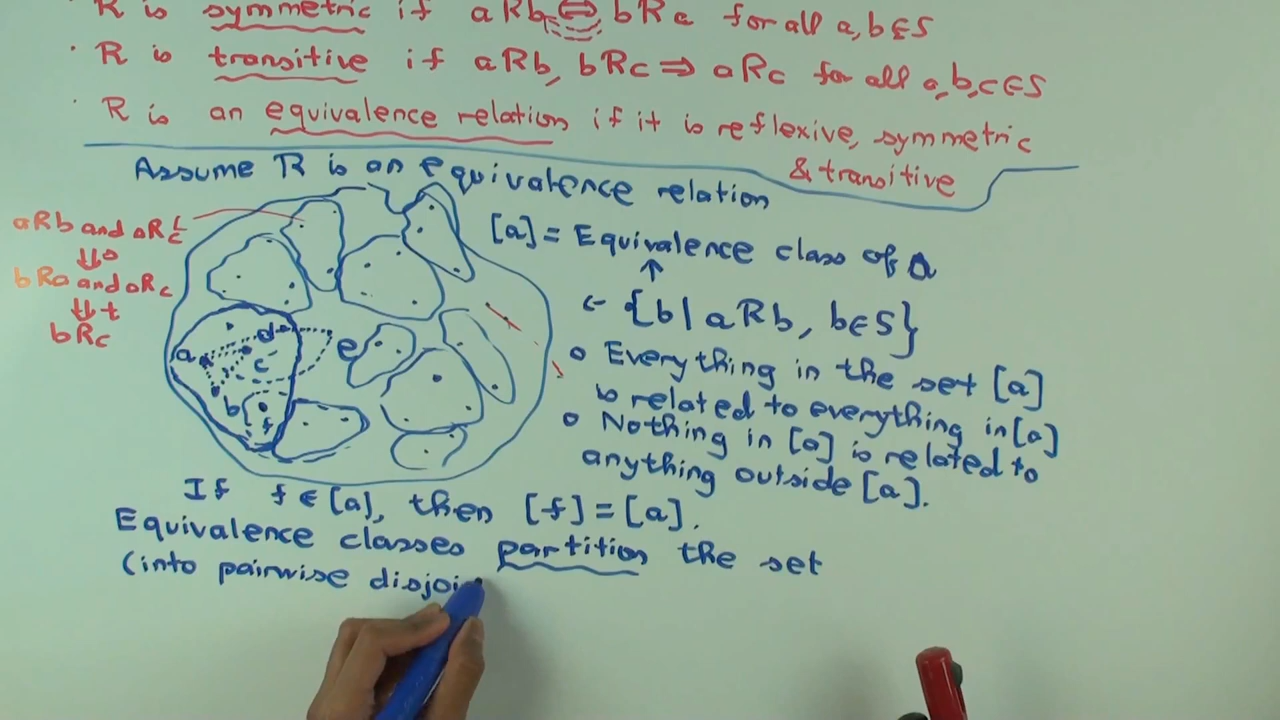 R is symmetric if aRb ⇔ bRa for all a, b ∈ S
· R is transitive if aRb, bRc ⇒ aRc for all a, b, c ∈ S
· R is an equivalence relation if it is reflexive, symmetric
& transitive
Assume R is an equivalence relation
aRb and aRc
⇓ s
bRa and aRc
⇓ t
bRc
a
d
c
b
f
e
[a] = Equivalence class of a
↑
{b | aRb, b ∈ S}
o Everything in the set [a]
is related to everything in [a]
o Nothing in [a] is related to
anything outside [a].
If f ∈ [a], then [f] = [a].
Equivalence classes partition the set
(into pairwise disjoi